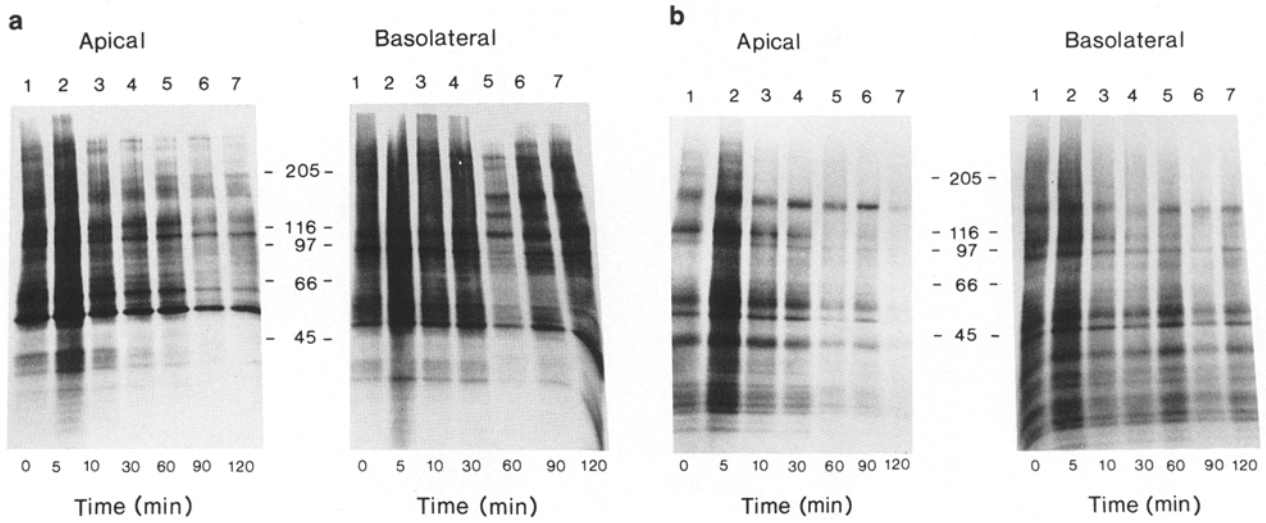 a
Apical
Basolateral
1 2 3 4 5 6 7
1 2 3 4 5 6 7
- 205 -
- 116 -
- 97 -
- 66 -
- 45 -
0 5 10 30 60 90 120
0 5 10 30 60 90 120
Time (min)
Time (min)
b
Apical
Basolateral
1 2 3 4 5 6 7
1 2 3 4 5 6 7
- 205 -
- 116 -
- 97 -
- 66 -
- 45 -
0 5 10 30 60 90 120
0 5 10 30 60 90 120
Time (min)
Time (min)